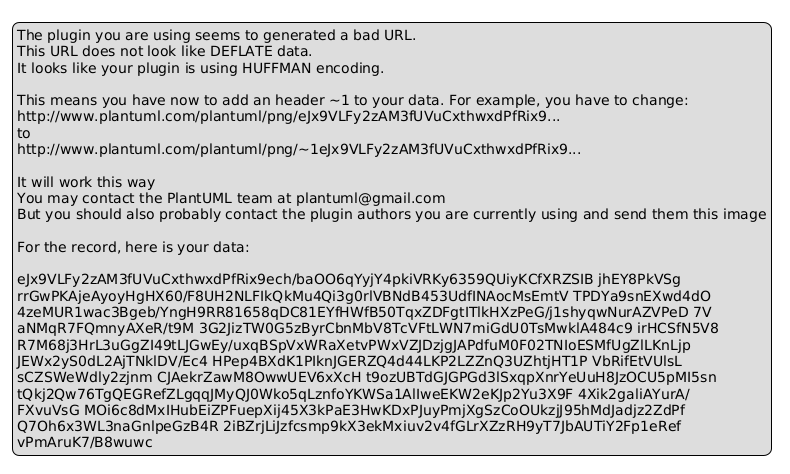 The plugin you are using seems to generated a bad URL.
This URL does not look like DEFLATE data.
It looks like your plugin is using HUFFMAN encoding.
This means you have now to add an header ~1 to your data. For example, you have to change:
http://www.plantuml.com/plantuml/png/eJx9VLFy2zAM3fUVuCxthwxdPfRix9...
to
http://www.plantuml.com/plantuml/png/~1eJx9VLFy2zAM3fUVuCxthwxdPfRix9...
It will work this way
You may contact the PlantUML team at plantuml@gmail.com
But you should also probably contact the plugin authors you are currently using and send them this image
For the record, here is your data:
eJx9VLFy2zAM3fUVuCxthwxdPfRix9ech/baOO6qYyjY4pkiVRKy6359QUiyKCfXRZSIB jhEY8PkVSg
rrGwPKAjeAyoyHgHX60/F8UH2NLFIkQkMu4Qi3g0rlVBNdB453UdfINAocMsEmtV TPDYa9snEXwd4dO
4zeMUR1wac3Bgeb/YngH9RR81658qDC81EYfHWfB50TqxZDFgtITlkHXzPeG/j1shyqwNurAZVPeD 7V
aNMqR7FQmnyAXeR/t9M 3G2JizTW0G5zByrCbnMbV8TcVFtLWN7miGdU0TsMwklA484c9 irHCSfN5V8
R7M68j3HrL3uGgZI49tLJGwEy/uxqBSpVxWRaXetvPWxVZJDzjgJAPdfuM0F02TNIoESMfUgZlLKnLjp
JEWx2yS0dL2AjTNklDV/Ec4 HPep4BXdK1PIknJGERZQ4d44LKP2LZZnQ3UZhtjHT1P VbRifEtVUlsL
sCZSWeWdly2zjnm CJAekrZawM8OwwUEV6xXcH t9ozUBTdGJGPGd3lSxqpXnrYeUuH8JzOCU5pMI5sn
tQkj2Qw76TgQEGRefZLgqqJMyQJ0Wko5qLznfoYKWSa1AlIweEKW2eKJp2Yu3X9F 4Xik2galiAYurA/
FXvuVsG MOi6c8dMxIHubEiZPFuepXij45X3kPaE3HwKDxPJuyPmjXgSzCoOUkzjJ95hMdJadjz2ZdPf
Q7Oh6x3WL3naGnlpeGzB4R 2iBZrjLiJzfcsmp9kX3ekMxiuv2v4fGLrXZzRH9yT7JbAUTiY2Fp1eRef
vPmAruK7/B8wuwc